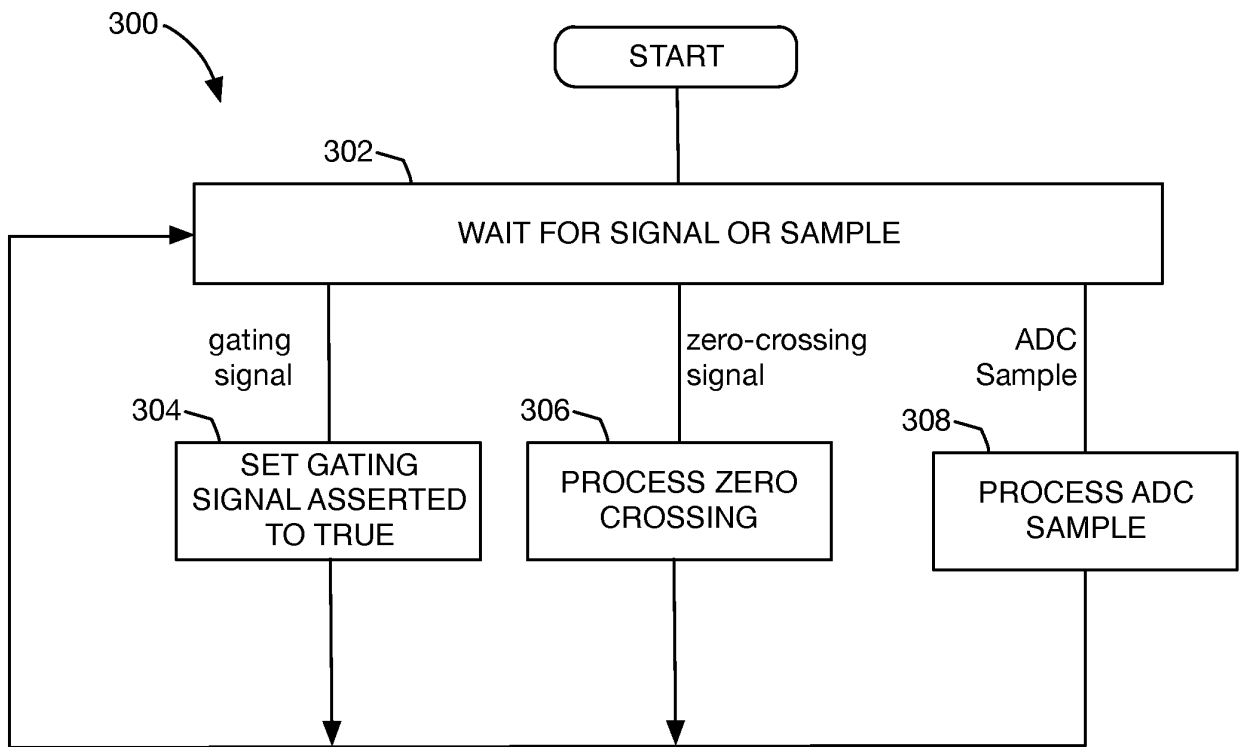 300
START
302
WAIT FOR SIGNAL OR SAMPLE
gating
signal
zero-crossing
signal
ADC
Sample
304
SET GATING
SIGNAL ASSERTED
TO TRUE
306
PROCESS ZERO
CROSSING
308
PROCESS ADC
SAMPLE